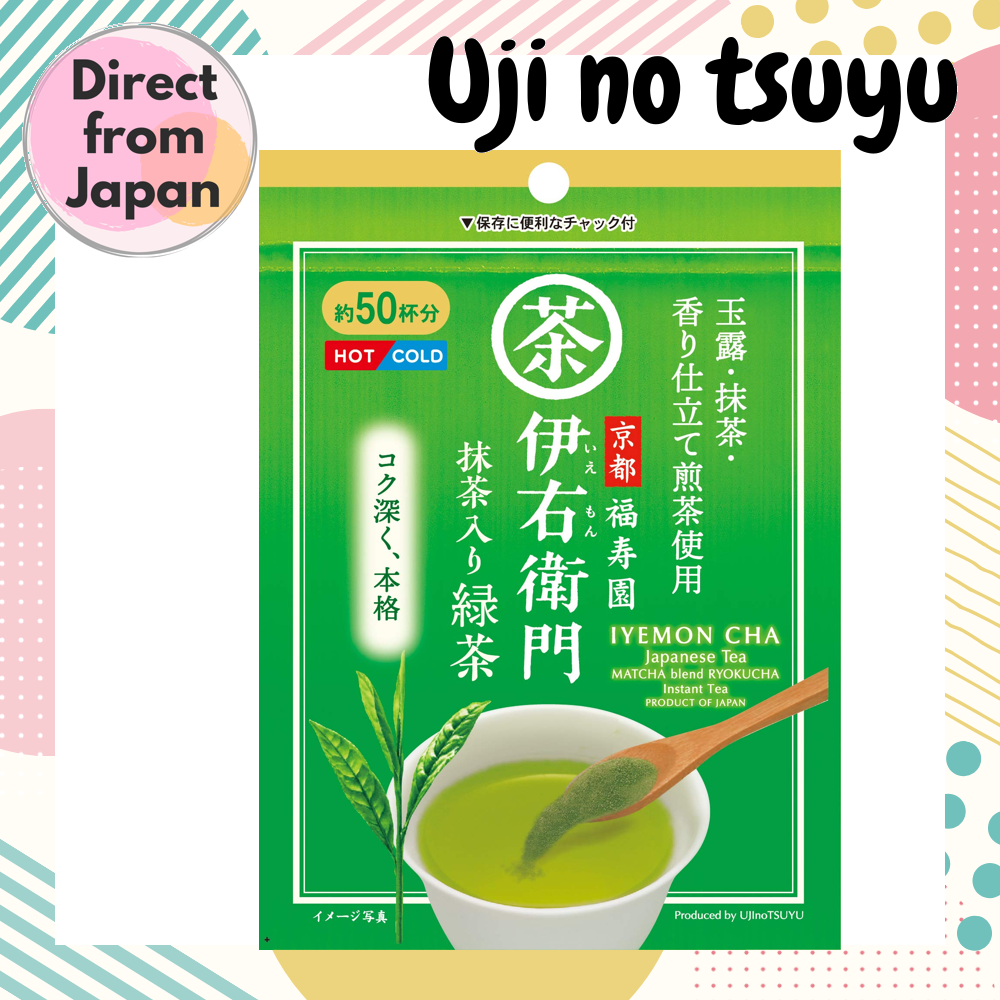 Direct
from
Japan
Uji no tsuyu
▼保存に便利なチャック付
約50杯分
HOT COLD
茶
玉露・抹茶・
香り仕立て煎茶使用
京都
福寿園
伊右衛門
いえもん
抹茶入り緑茶
コク深く、本格
IYEMON CHA
Japanese Tea
MATCHA blend RYOKUCHA
Instant Tea
PRODUCT OF JAPAN
イメージ写真
Produced by UJInoTSUYU